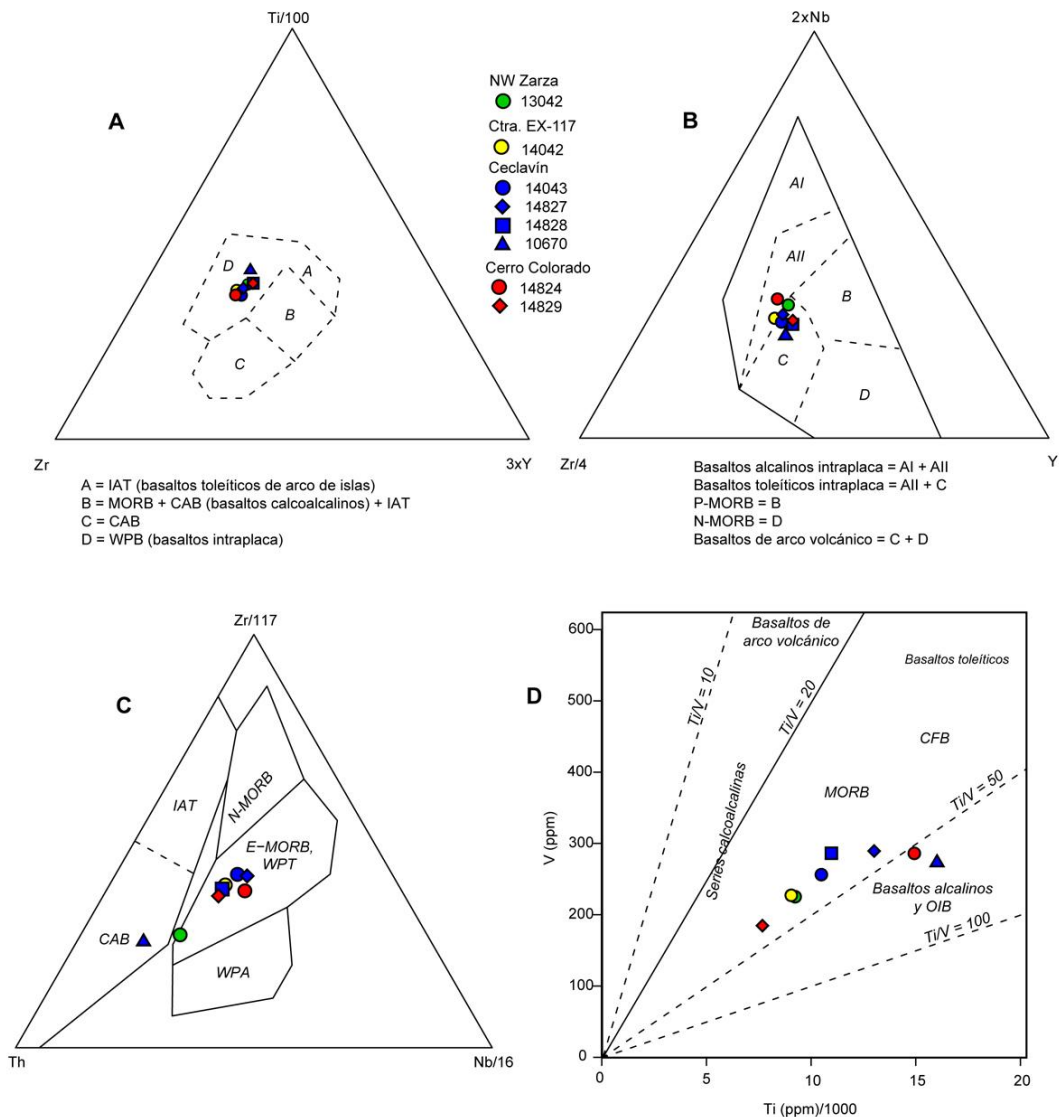 Ti/100
A
D
A
B
C
Zr
3xY
A = IAT (basaltos toleíticos de arco de islas)
B = MORB + CAB (basaltos calcoalcalinos) + IAT
C = CAB
D = WPB (basaltos intraplaca)
NW Zarza
13042
Ctra. EX-117
14042
Ceclavín
14043
14827
14828
10670
Cerro Colorado
14824
14829
2xNb
B
AI
AII
B
C
D
Zr/4
Y
Basaltos alcalinos intraplaca = AI + AII
Basaltos toleíticos intraplaca = AII + C
P-MORB = B
N-MORB = D
Basaltos de arco volcánico = C + D
Zr/117
C
IAT
N-MORB
E-MORB,
WPT
CAB
WPA
Th
Nb/16
D
600
500
400
300
200
100
0
V (ppm)
Basaltos de
arco volcánico
Basaltos toleíticos
Ti/V = 10
Ti/V = 20
CFB
Series calcoalcalinas
MORB
Ti/V = 50
Basaltos alcalinos
y OIB
Ti/V = 100
0
5
10
15
20
Ti (ppm)/1000